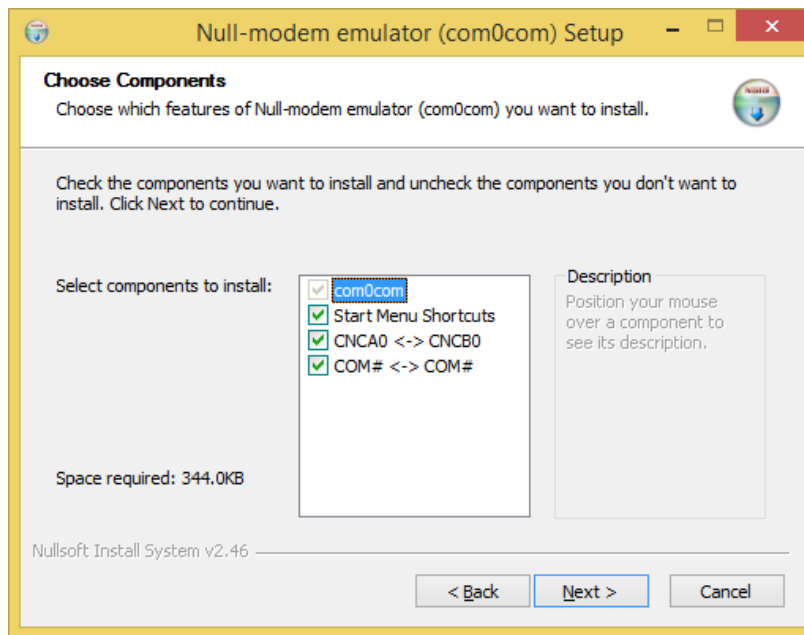 Null-modem emulator (com0com) Setup
Choose Components
Choose which features of Null-modem emulator (com0com) you want to install.
Check the components you want to install and uncheck the components you don't want to
install. Click Next to continue.
Select components to install:
com0com
Start Menu Shortcuts
CNCA0 <-> CNCB0
COM# <-> COM#
Description
Position your mouse
over a component to
see its description.
Space required: 344.0KB
Nullsoft Install System v2.46
< Back
Next >
Cancel